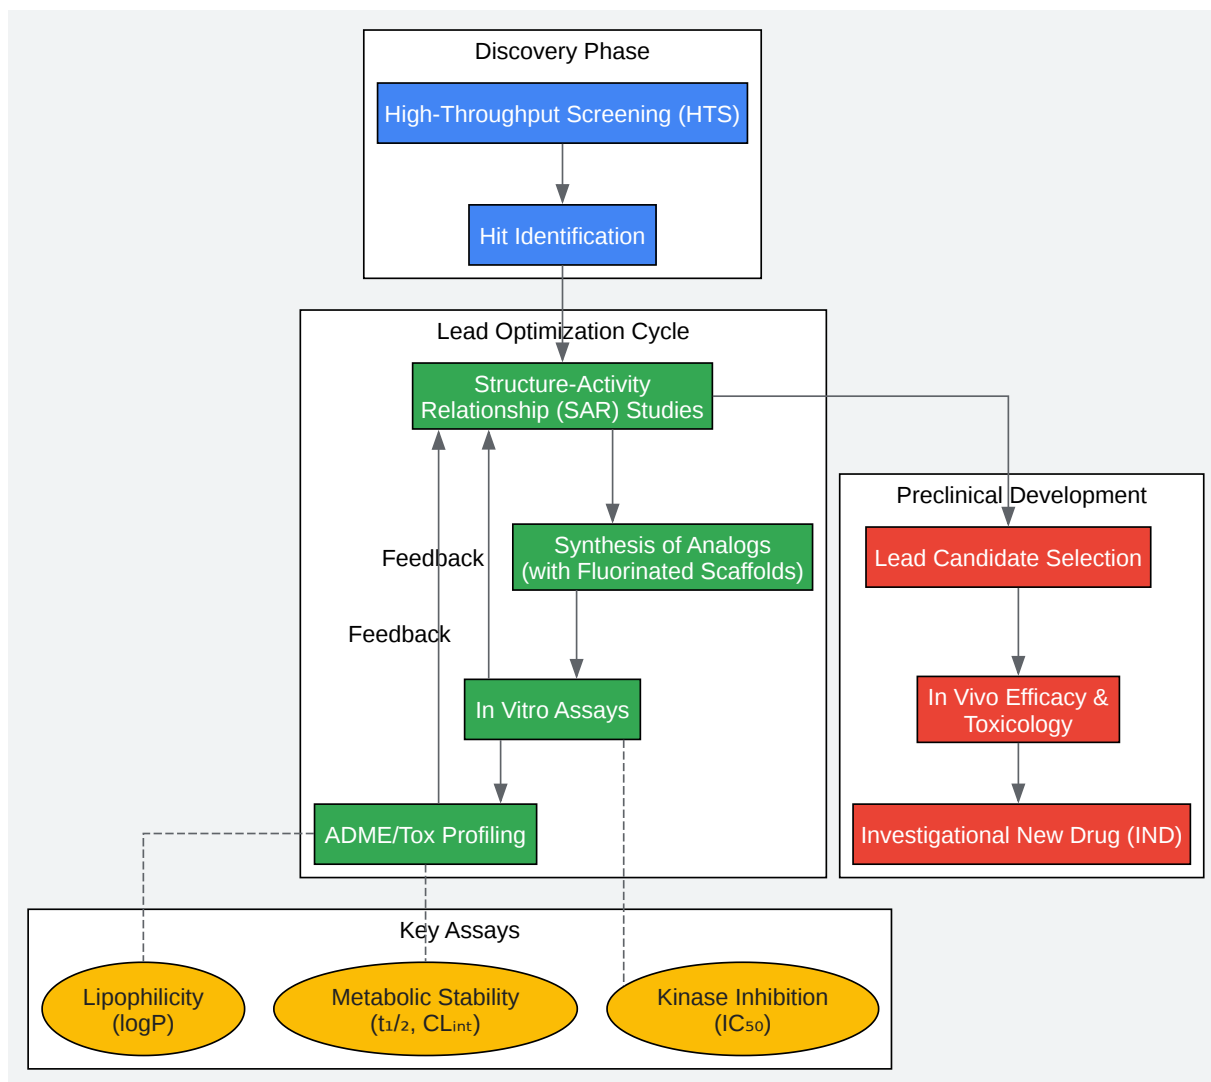 Discovery Phase
High-Throughput Screening (HTS)
Hit Identification
Lead Optimization Cycle
Structure-Activity
Relationship (SAR) Studies
Preclinical Development
Synthesis of Analogs
(with Fluorinated Scaffolds)
Feedback
Lead Candidate Selection
Feedback
In Vitro Assays
In Vivo Efficacy &
Toxicology
ADME/Tox Profiling
Investigational New Drug (IND)
Key Assays
Lipophilicity
(logP)
Metabolic Stability
(t₁/₂, CLᵢₙₜ)
Kinase Inhibition
(IC₅₀)